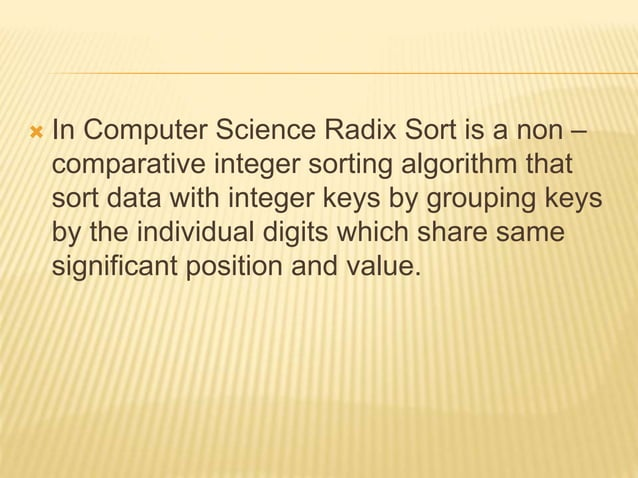 In Computer Science Radix Sort is a non –
comparative integer sorting algorithm that
sort data with integer keys by grouping keys
by the individual digits which share same
significant position and value.